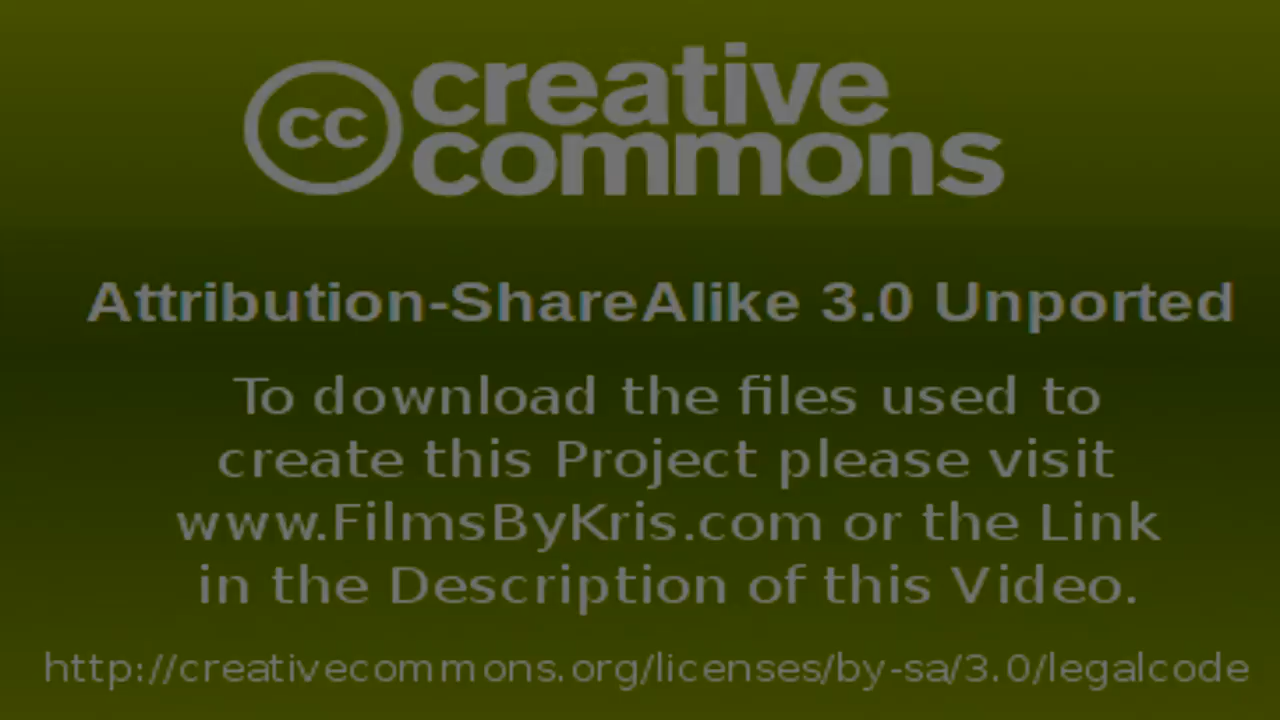 cc creative
commons
Attribution-ShareAlike 3.0 Unported
To download the files used to
create this Project please visit
www.FilmsByKris.com or the Link
in the Description of this Video.
http://creativecommons.org/licenses/by-sa/3.0/legalcode